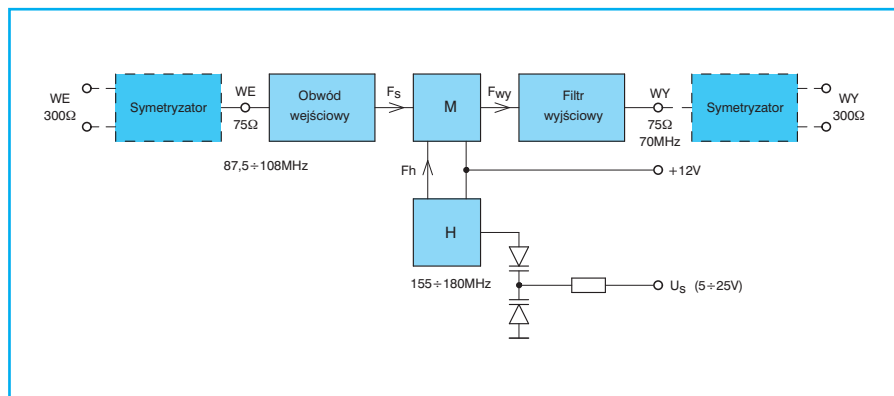 WE
300Ω
Symetryzator
WE
75Ω
Obwód
wejściowy
87,5÷108MHz
Fs
M
Fwy
Filtr
wyjściowy
WY
75Ω
70MHz
Symetryzator
WY
300Ω
Fh
+12V
H
155÷180MHz
Us (5÷25V)